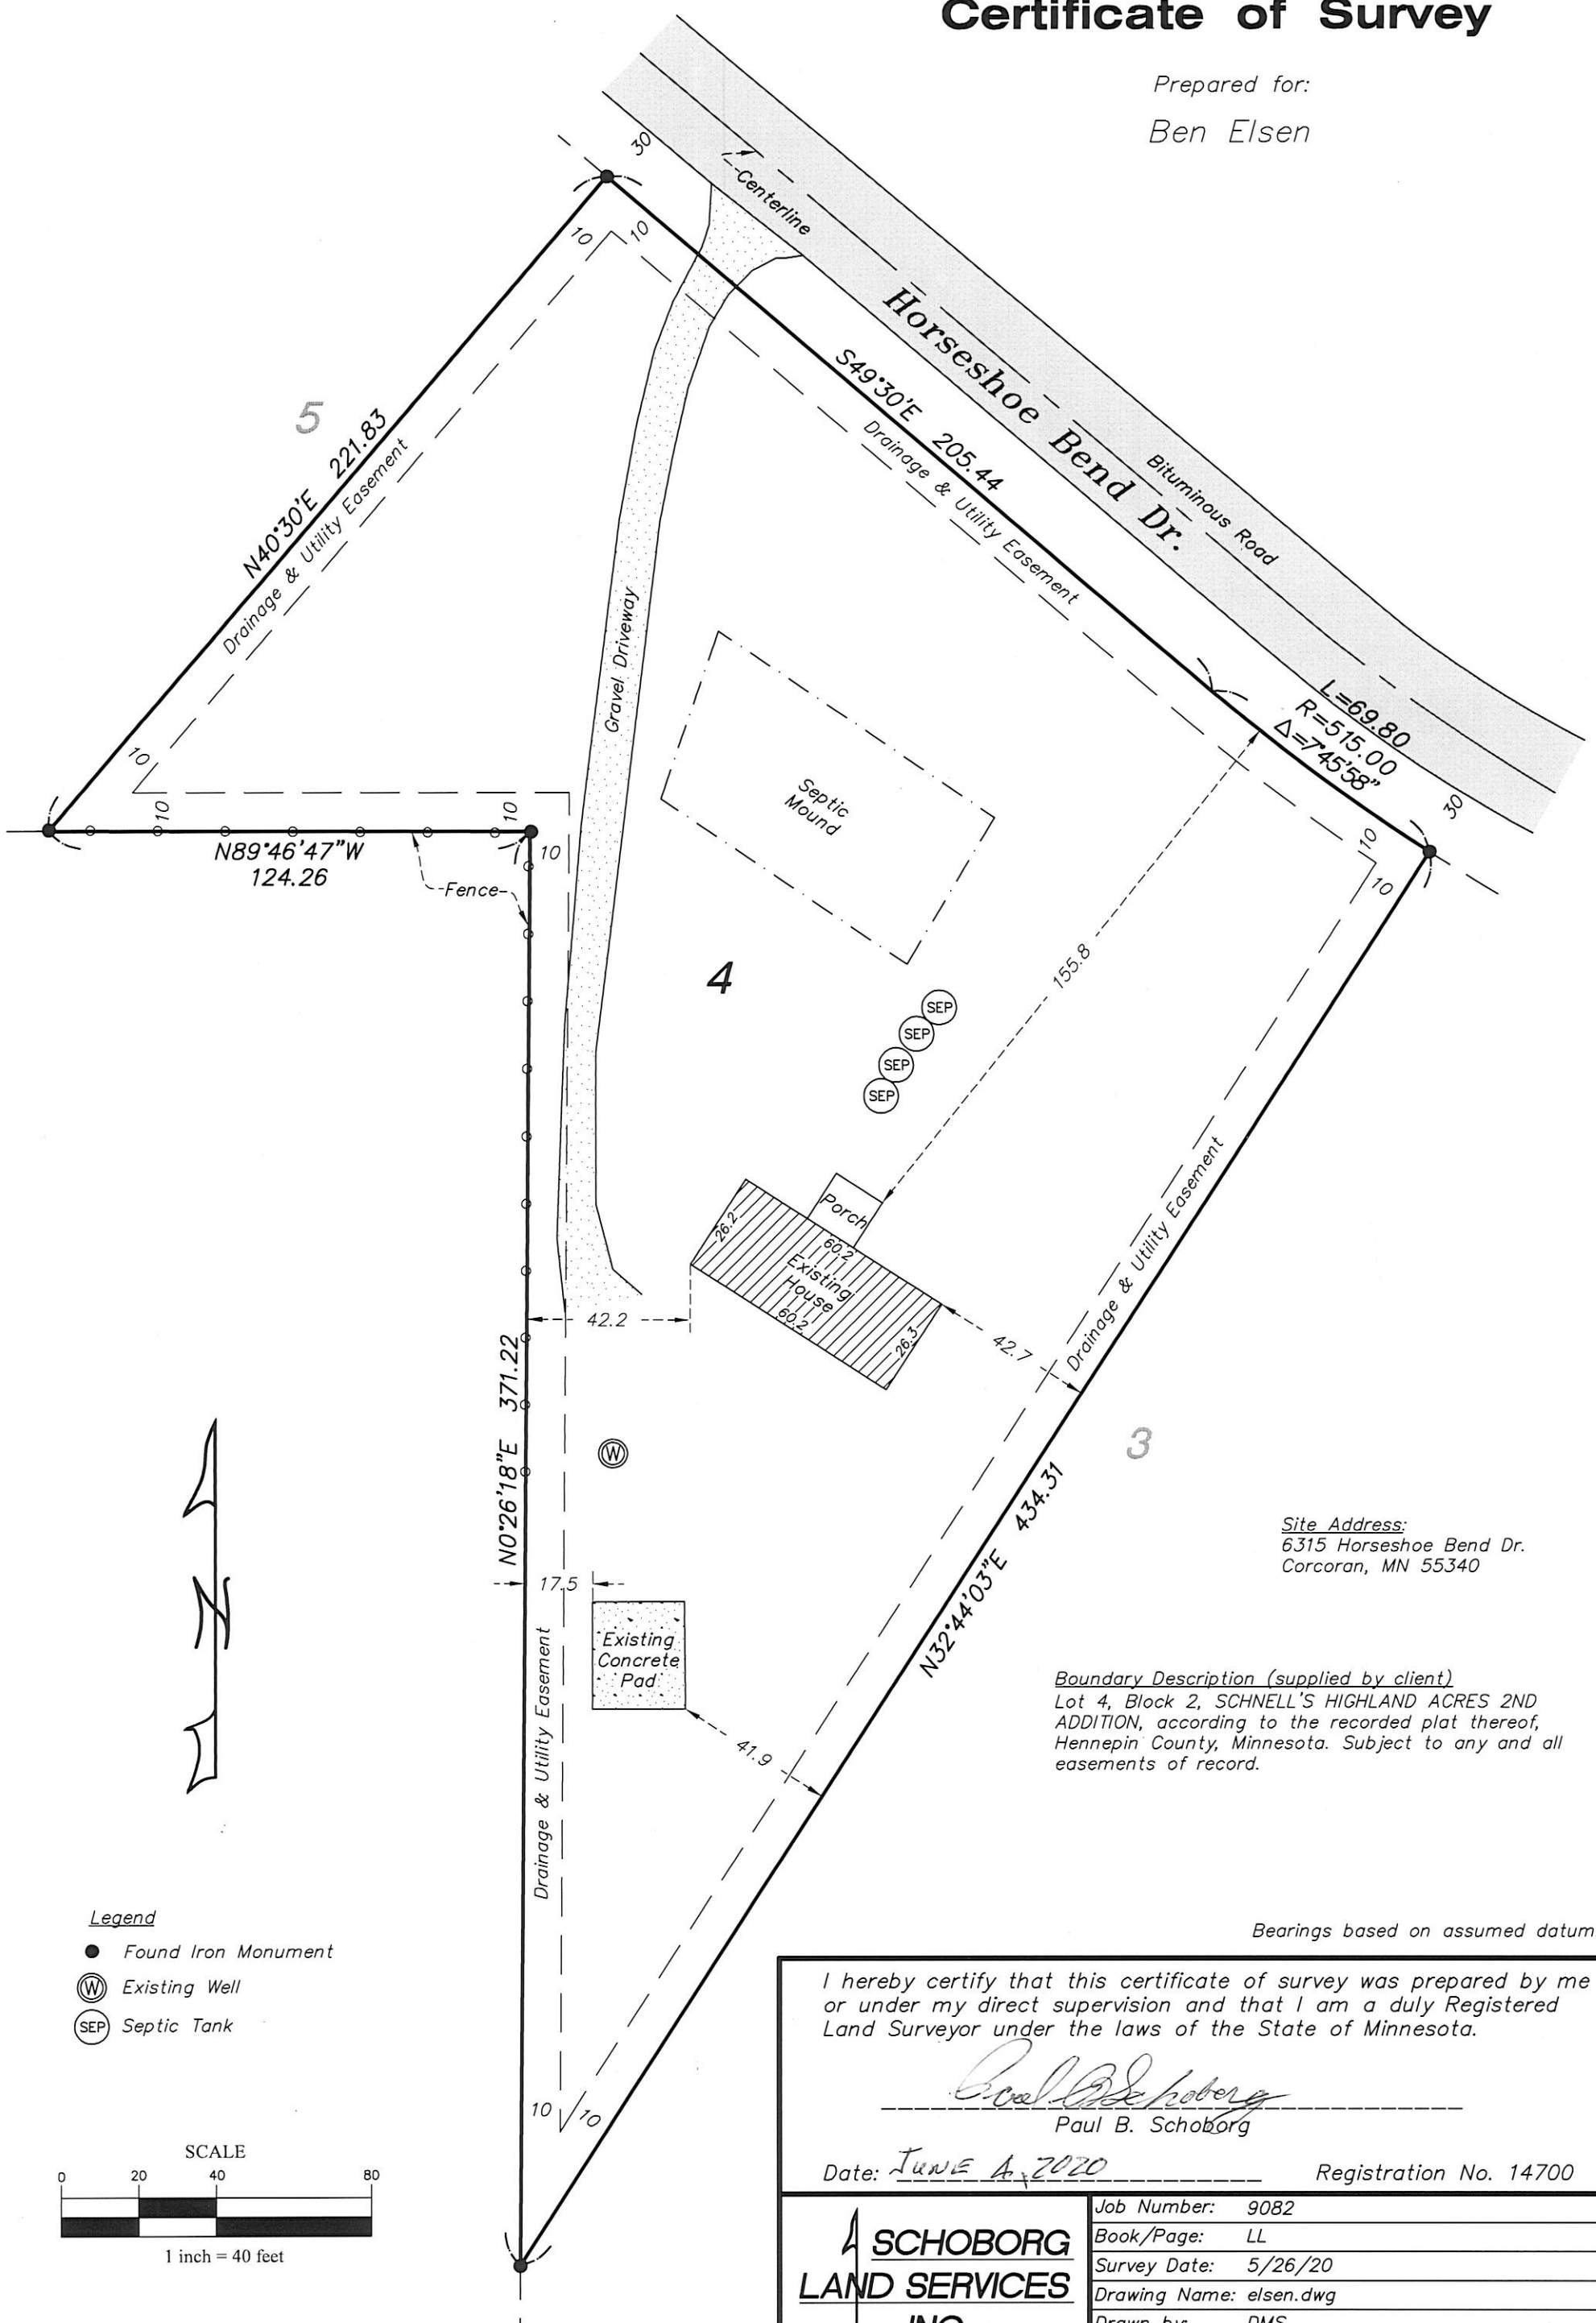 Certificate of Survey
Prepared for:
Ben Elsen
30
Centerline
10
10
Horseshoe Bend Dr.
S49°30'E 205.44
Drainage & Utility Easement
Bituminous Road
5
N40°30'E 221.83
Drainage & Utility Easement
Gravel Driveway
L=69.80
R=515.00
Δ=7°45'58"
30
10
10
10
10
10
10
N89°46'47"W
124.26
Fence
Septic
Mound
4
155.8
SEP
SEP
SEP
SEP
Porch
26.2
60.2
Existing
House
60.2
26.3
42.2
42.7
Drainage & Utility Easement
N0°26'18"E 371.22
W
3
N32°44'03"E 434.31
Site Address:
6315 Horseshoe Bend Dr.
Corcoran, MN 55340
17.5
Existing
Concrete
Pad
41.9
Drainage & Utility Easement
Boundary Description (supplied by client)
Lot 4, Block 2, SCHNELL'S HIGHLAND ACRES 2ND
ADDITION, according to the recorded plat thereof,
Hennepin County, Minnesota. Subject to any and all
easements of record.
N
Legend
Found Iron Monument
W Existing Well
SEP Septic Tank
10
10
SCALE
0 20 40 80
1 inch = 40 feet
Bearings based on assumed datum
I hereby certify that this certificate of survey was prepared by me
or under my direct supervision and that I am a duly Registered
Land Surveyor under the laws of the State of Minnesota.
Paul B. Schoborg
Date: JUNE 4, 2020 Registration No. 14700
SCHOBORG
LAND SERVICES
INC.
Job Number: 9082
Book/Page: LL
Survey Date: 5/26/20
Drawing Name: elsen.dwg
Drawn by: DMS